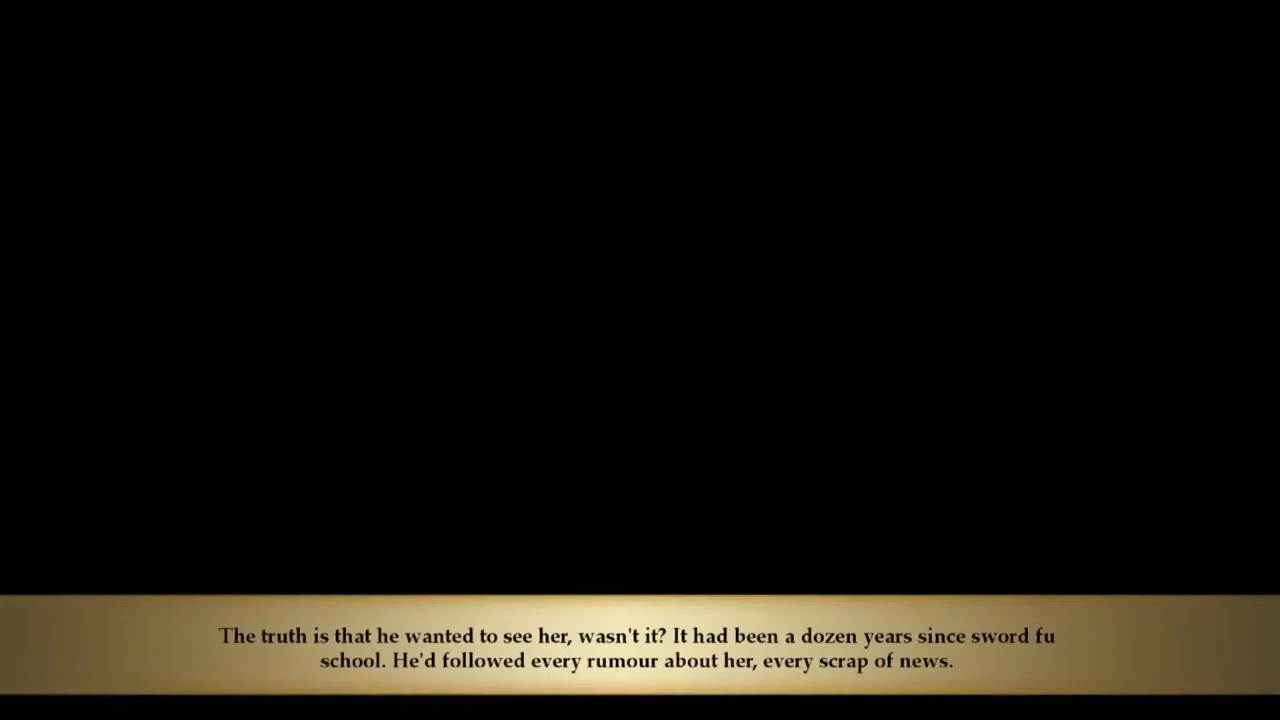 The truth is that he wanted to see her, wasn't it? It had been a dozen years since sword fu
school. He'd followed every rumour about her, every scrap of news.